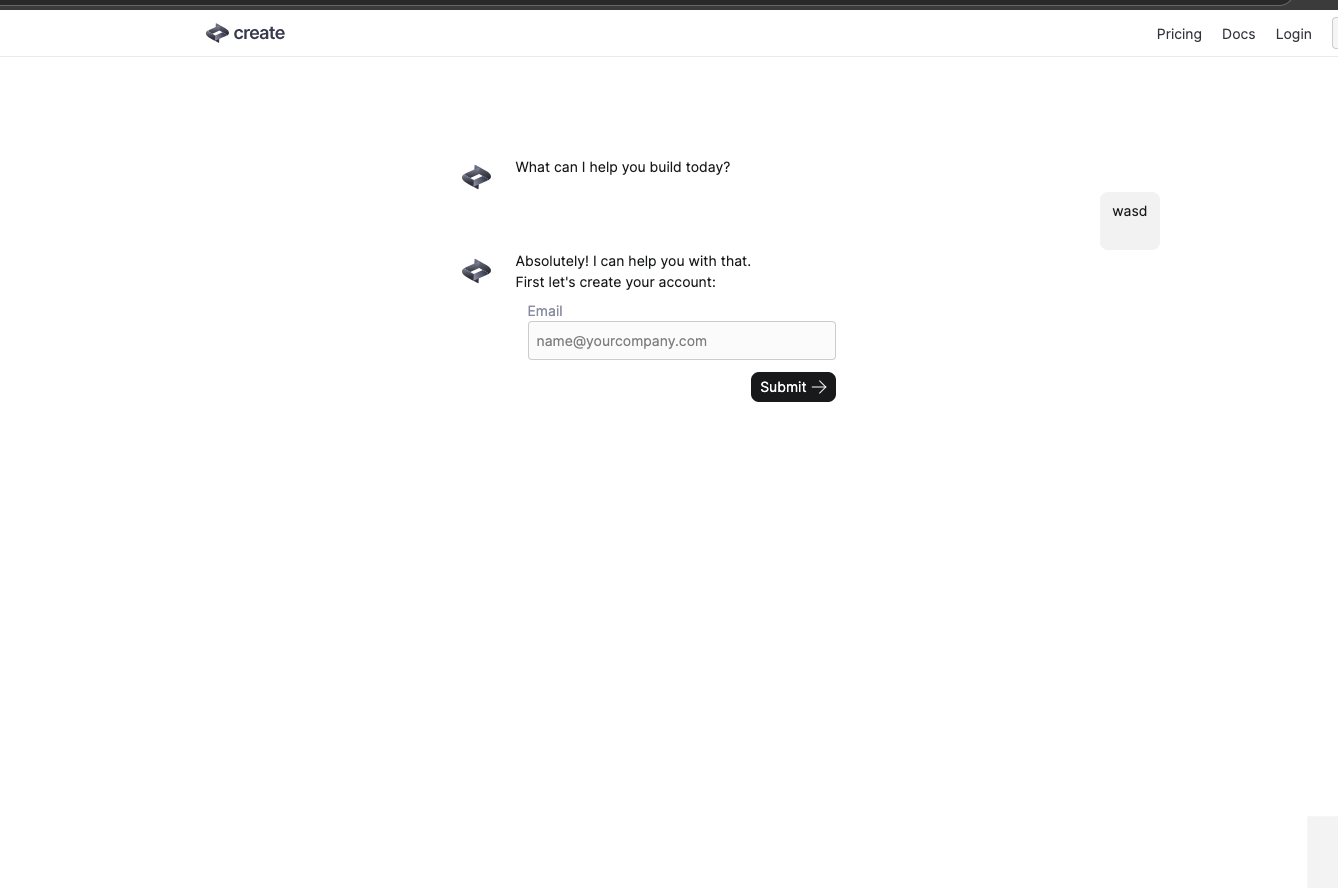 create
Pricing Docs Login
What can I help you build today?
wasd
Absolutely! I can help you with that.
First let's create your account:
Email
name@yourcompany.com
Submit